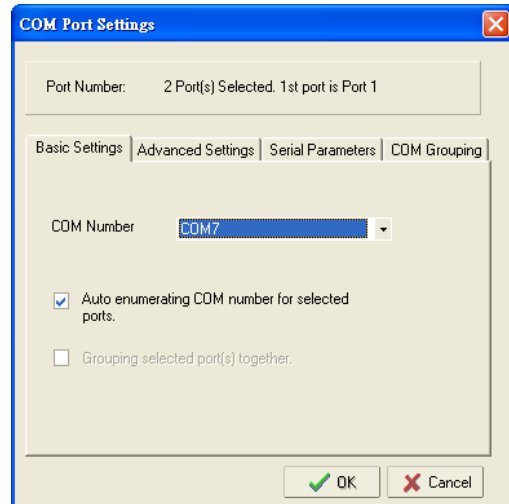 COM Port Settings
Port Number: 2 Port(s) Selected. 1st port is Port 1
Basic Settings Advanced Settings Serial Parameters COM Grouping
COM Number COM7
Auto enumerating COM number for selected
ports.
Grouping selected port(s) together.
OK Cancel